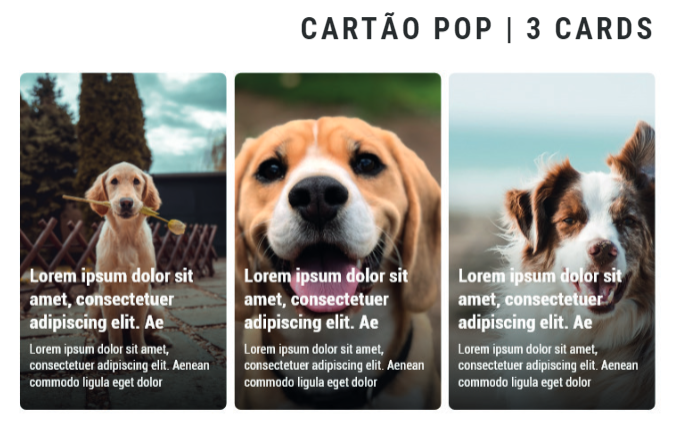 CARTÃO POP | 3 CARDS
Lorem ipsum dolor sit
amet, consectetuer
adipiscing elit. Ae
Lorem ipsum dolor sit amet,
consectetuer adipiscing elit. Aenean
commodo ligula eget dolor
Lorem ipsum dolor sit
amet, consectetuer
adipiscing elit. Ae
Lorem ipsum dolor sit amet,
consectetuer adipiscing elit. Aenean
commodo ligula eget dolor
Lorem ipsum dolor sit
amet, consectetuer
adipiscing elit. Ae
Lorem ipsum dolor sit amet,
consectetuer adipiscing elit. Aenean
commodo ligula eget dolor